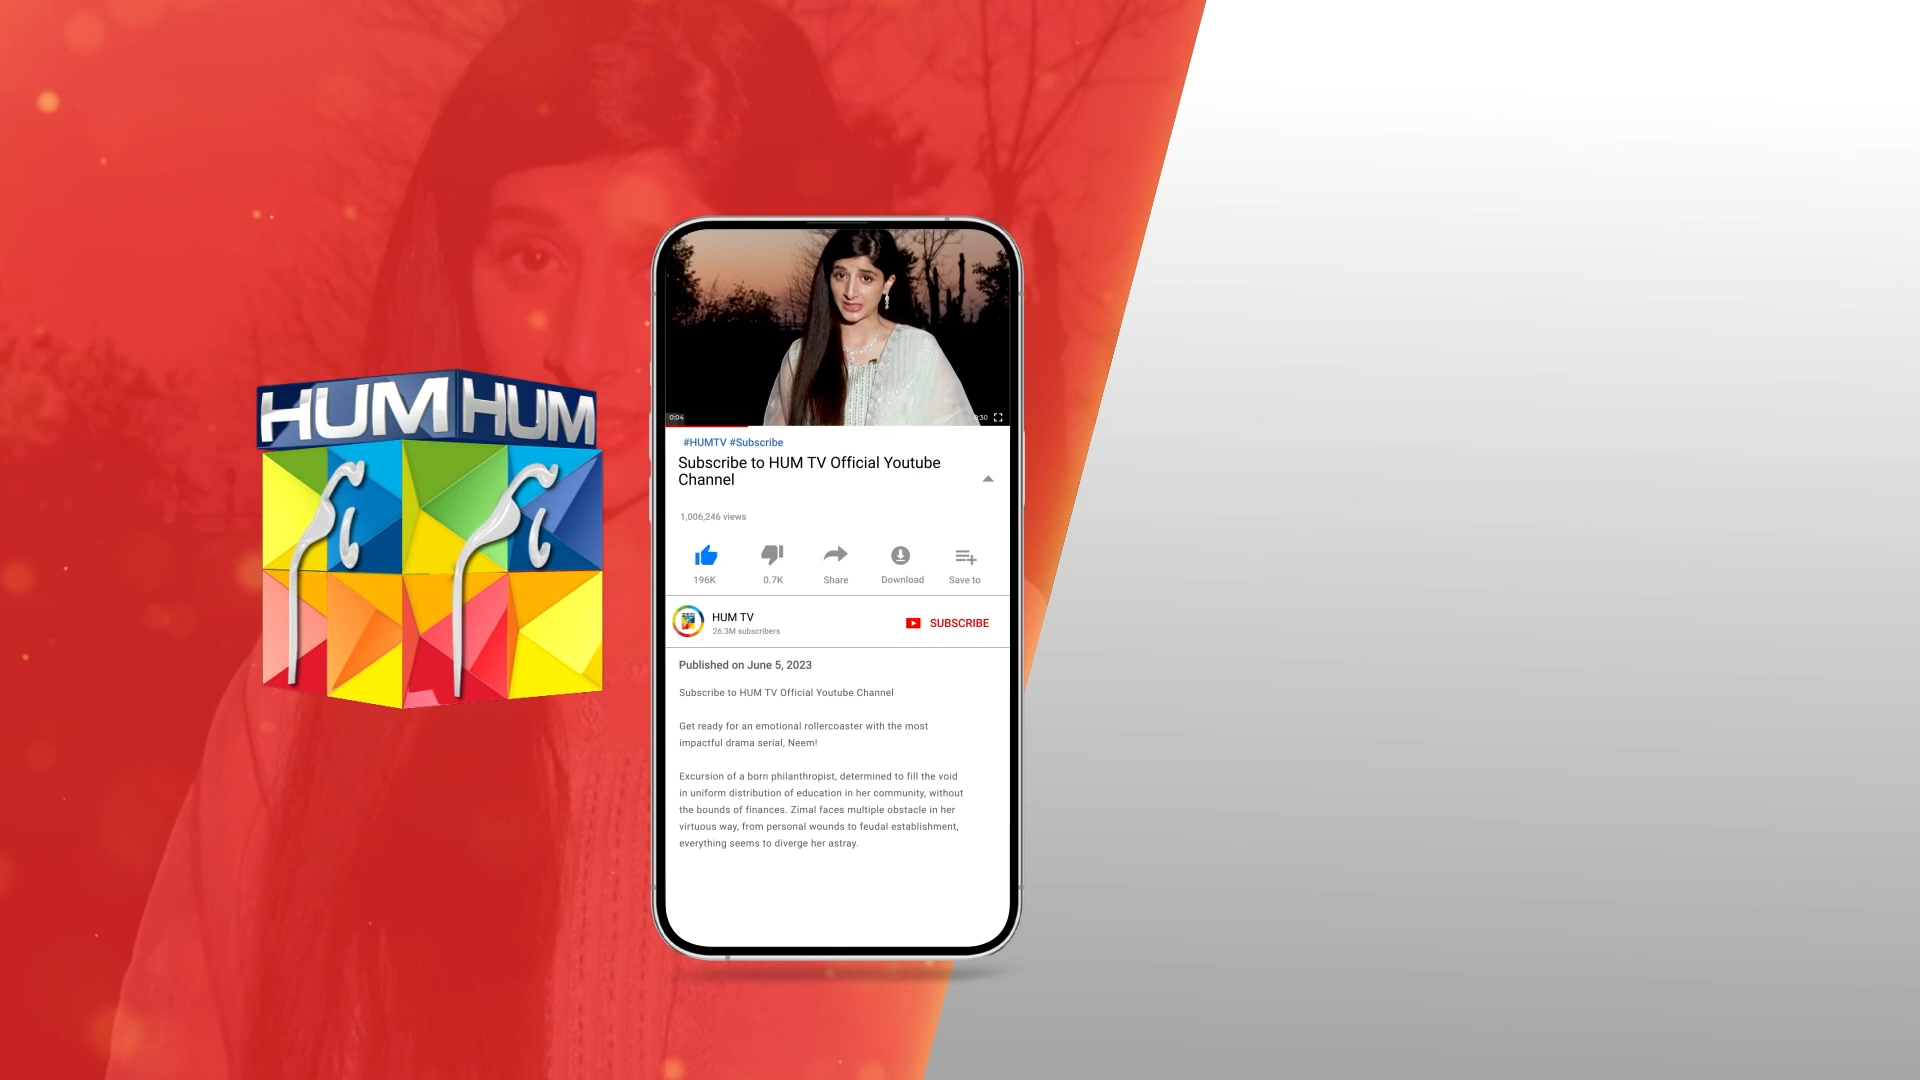 HUM HUM
ہم ہم
0:04
0:30
#HUMTV #Subscribe
Subscribe to HUM TV Official Youtube
Channel
1,006,246 views
196K 0.7K Share Download Save to
HUM TV
26.3M subscribers
SUBSCRIBE
Published on June 5, 2023
Subscribe to HUM TV Official Youtube Channel
Get ready for an emotional rollercoaster with the most
impactful drama serial, Neem!
Excursion of a born philanthropist, determined to fill the void
in uniform distribution of education in her community, without
the bounds of finances. Zimal faces multiple obstacle in her
virtuous way, from personal wounds to feudal establishment,
everything seems to diverge her astray.